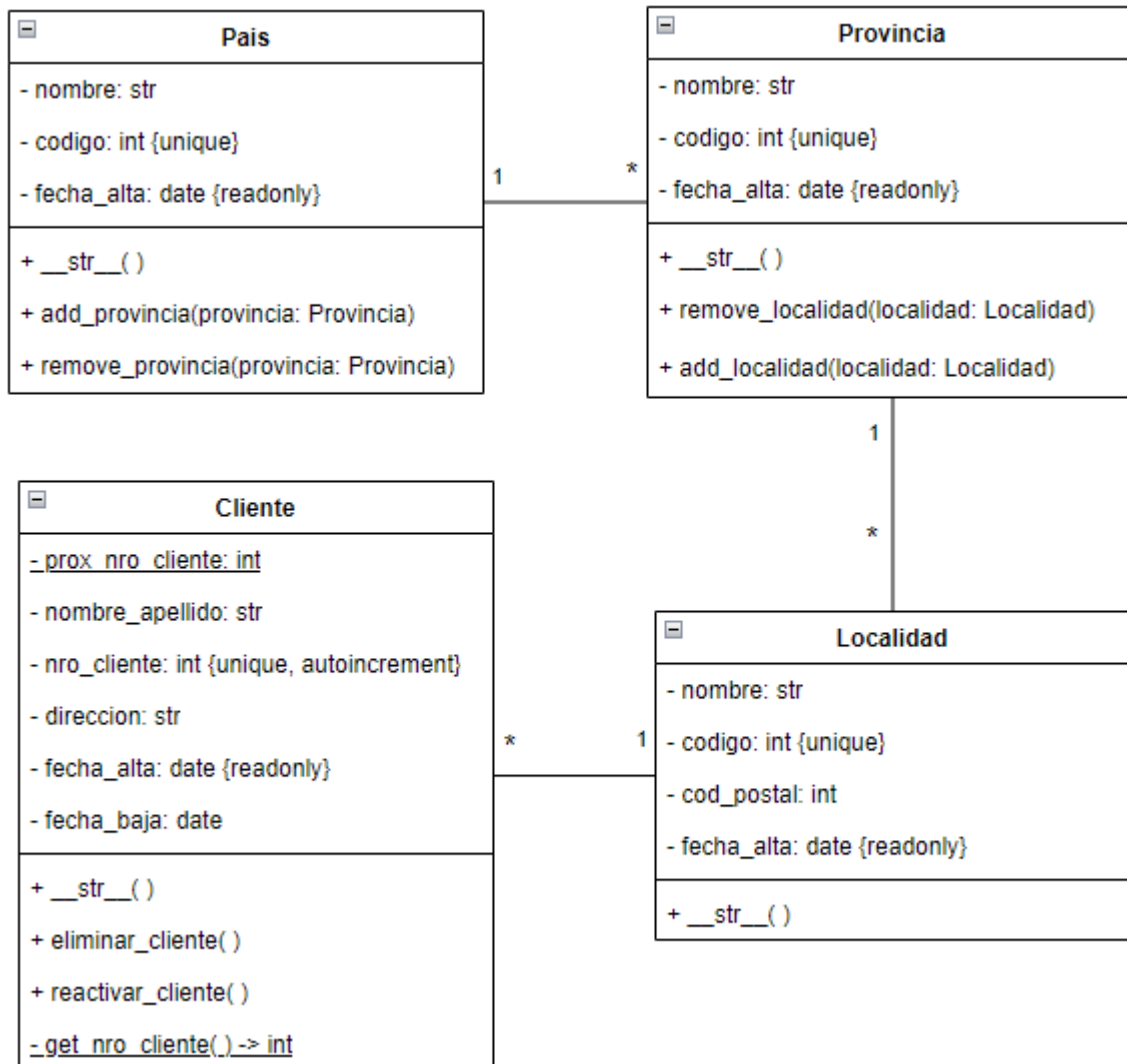 Pais
- nombre: str
- codigo: int {unique}
- fecha_alta: date {readonly}
+ __str__( )
+ add_provincia(provincia: Provincia)
+ remove_provincia(provincia: Provincia)
1
*
Provincia
- nombre: str
- codigo: int {unique}
- fecha_alta: date {readonly}
+ __str__( )
+ remove_localidad(localidad: Localidad)
+ add_localidad(localidad: Localidad)
1
*
Cliente
- prox_nro_cliente: int
- nombre_apellido: str
- nro_cliente: int {unique, autoincrement}
- direccion: str
- fecha_alta: date {readonly}
- fecha_baja: date
+ __str__( )
+ eliminar_cliente( )
+ reactivar_cliente( )
- get_nro_cliente( ) -> int
*
1
Localidad
- nombre: str
- codigo: int {unique}
- cod_postal: int
- fecha_alta: date {readonly}
+ __str__( )